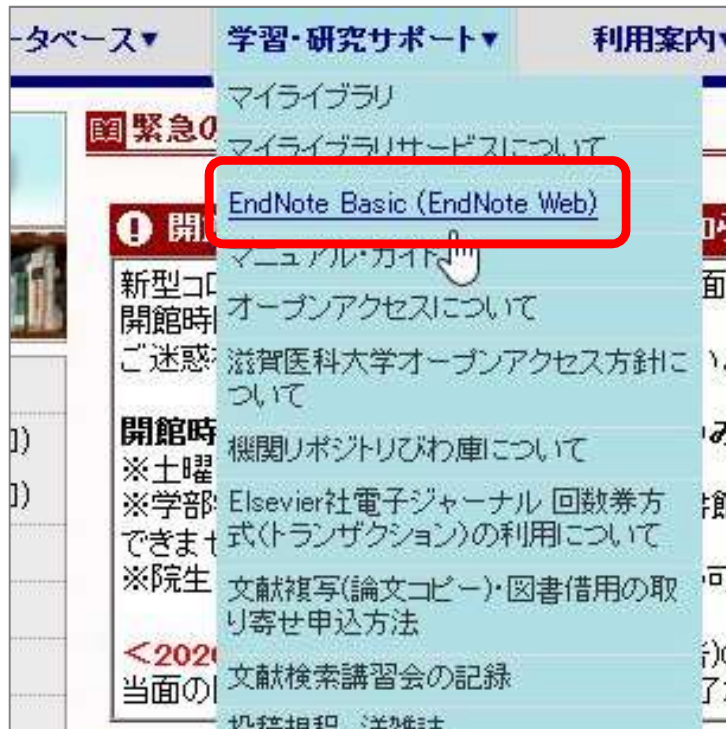 ータベース▼ 学習・研究サポート▼ 利用案内
マイライブラリ
緊急の
マイライブラリサービスについて
EndNote Basic (EndNote Web)
開
マニュアル・ガイド
新型コロ
面
オープンアクセスについて
開館時
ご迷惑
滋賀医科大学オープンアクセス方針に
ついて
開館時
機関リポジトリびわ庫について
み
※土曜
※学部
Elsevier社電子ジャーナル 回数券方
館
できませ
式(トランザクション)の利用について
※院生
文献複写(論文コピー)・図書借用の取
可
り寄せ申込方法
<202
当面の
文献検索講習会の記録
投稿規程